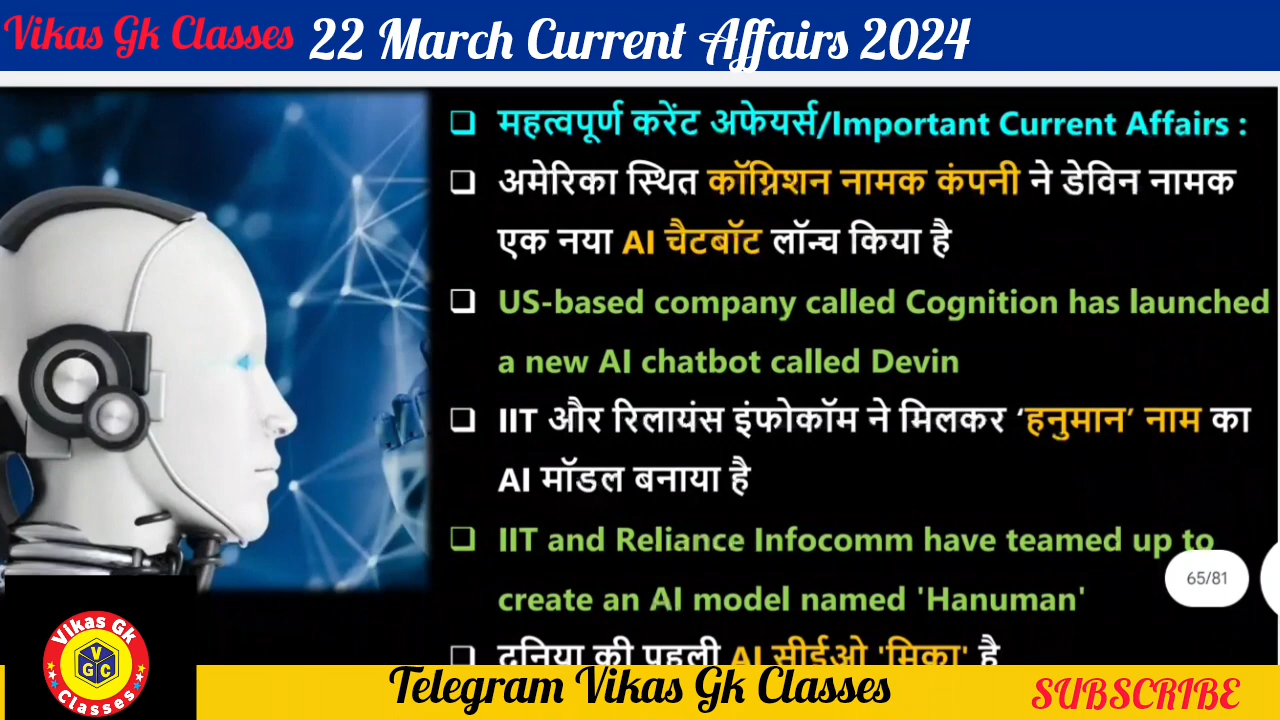 Vikas Gk Classes 22 March Current Affairs 2024
❑ महत्वपूर्ण करेंट अफेयर्स/Important Current Affairs :
❑ अमेरिका स्थित कॉग्निशन नामक कंपनी ने डेविन नामक
एक नया AI चैटबॉट लॉन्च किया है
❑ US-based company called Cognition has launched
a new AI chatbot called Devin
❑ IIT और रिलायंस इंफोकॉम ने मिलकर ‘हनुमान’ नाम का
AI मॉडल बनाया है
❑ IIT and Reliance Infocomm have teamed up to
create an AI model named 'Hanuman'
65/81
❑ दुनिया की पहली AI सीईओ 'मिका' है
Vikas Gk
VGC
Classes
Telegram Vikas Gk Classes
SUBSCRIBE